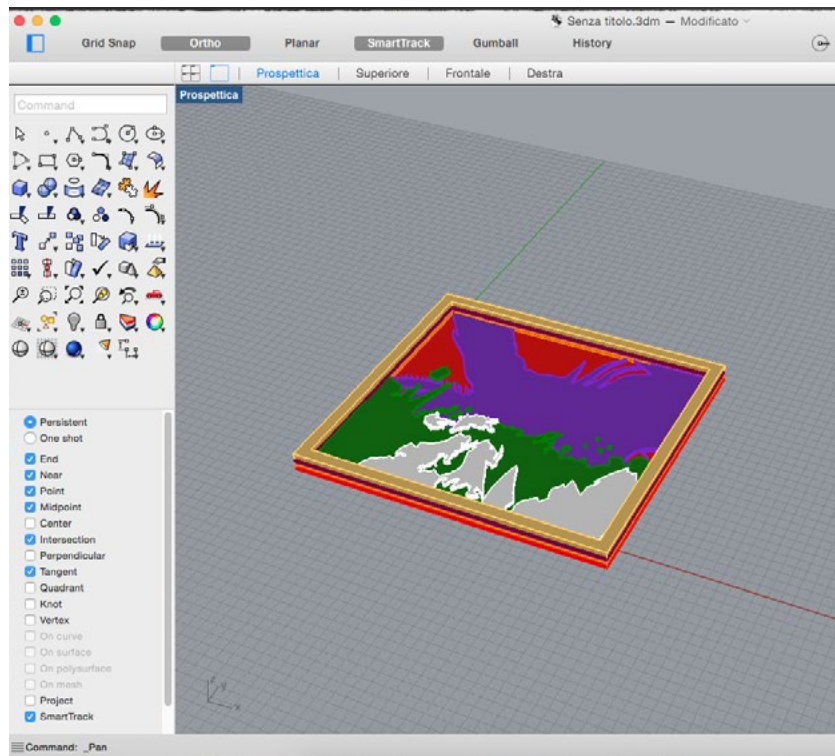 Senza titolo.3dm — Modificato
Grid Snap Ortho Planar SmartTrack Gumball History
Prospettica | Superiore | Frontale | Destra
Prospettica
Command
Persistent
One shot
End
Near
Point
Midpoint
Center
Intersection
Perpendicular
Tangent
Quadrant
Knot
Vertex
On curve
On surface
On polysurface
On mesh
Project
SmartTrack
z
y
x
Command: _Pan